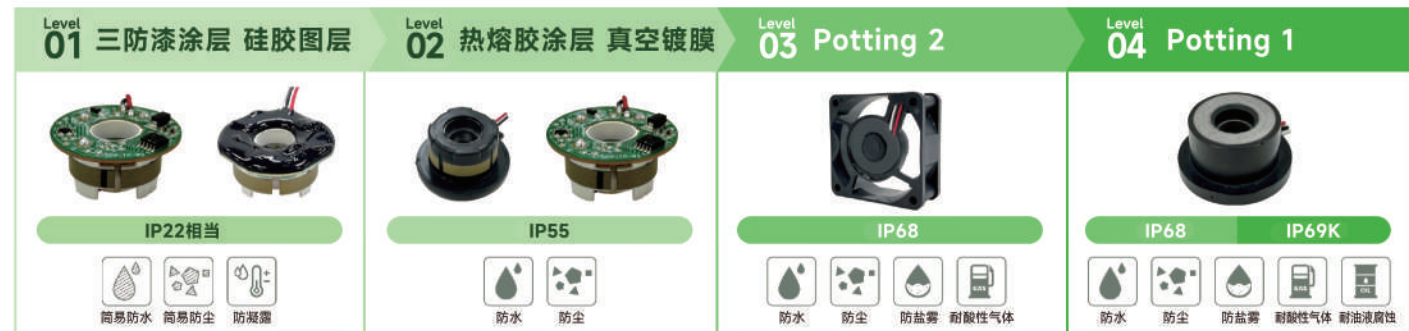 Level 01 三防漆涂层 硅胶图层
IP22相当
简易防水 简易防尘 防凝露
Level 02 热熔胶涂层 真空镀膜
IP55
防水 防尘
Level 03 Potting 2
IP68
防水 防尘 防盐雾 耐酸性气体
Level 04 Potting 1
IP68 IP69K
防水 防尘 防盐雾 耐酸性气体 耐油液腐蚀
OIL